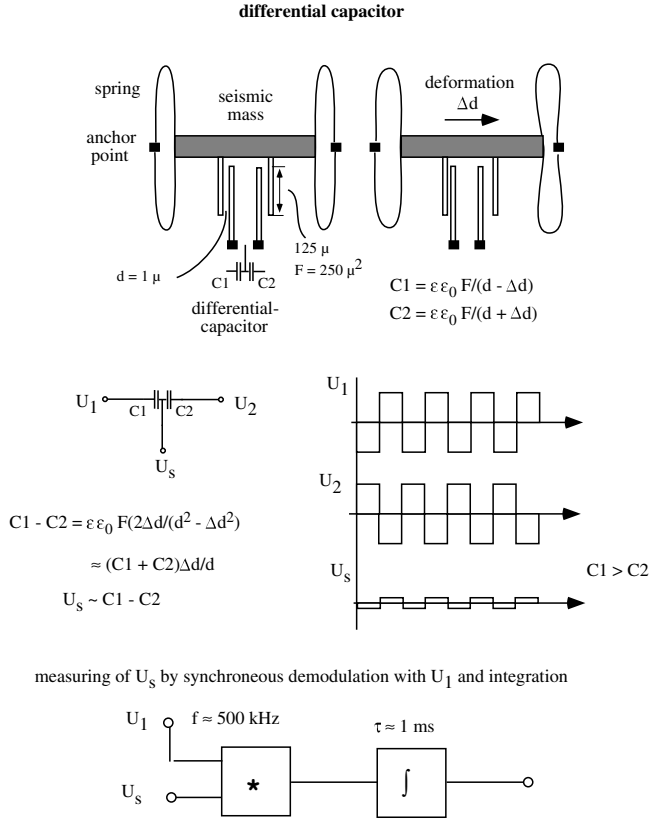 differential capacitor
spring
seismic
mass
anchor
point
deformation
Δd
d = 1 μ
125 μ
F = 250 μ²
C1 C2
differential-
capacitor
C1 = ε ε₀ F/(d - Δd)
C2 = ε ε₀ F/(d + Δd)
U₁ C1 C2 U₂
Uₛ
C1 - C2 = ε ε₀ F(2Δd/(d² - Δd²)
≈ (C1 + C2)Δd/d
Uₛ ~ C1 - C2
U₁
U₂
Uₛ
C1 > C2
measuring of Uₛ by synchroneous demodulation with U₁ and integration
U₁ f ≈ 500 kHz
τ ≈ 1 ms
Uₛ * ∫